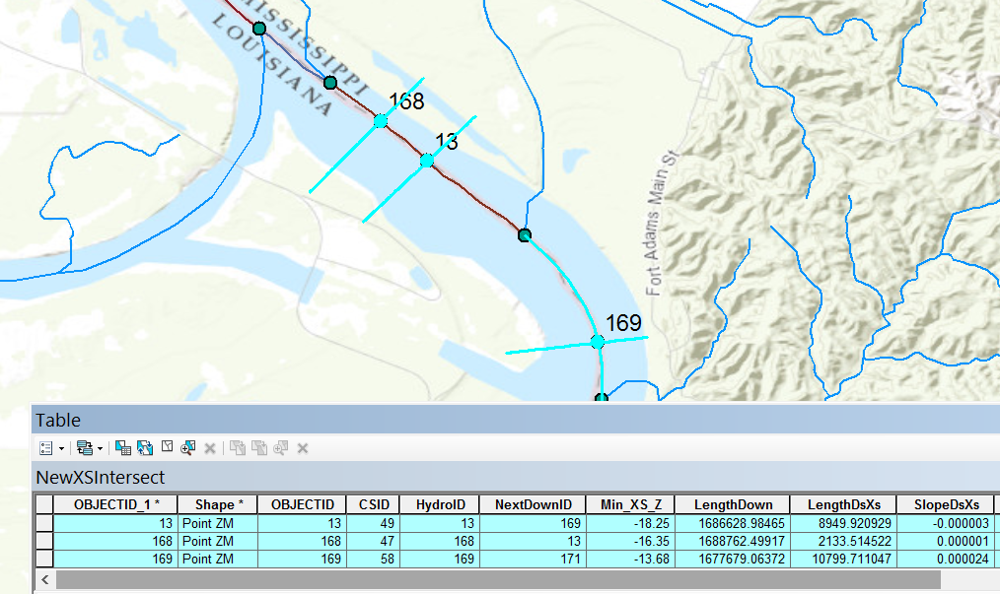 MISSISSIPPI
LOUISIANA
168
13
169
Fort Adams Main St
Table
NewXSIntersect
OBJECTID_1 * Shape * OBJECTID CSID HydroID NextDownID Min_XS_Z LengthDown LengthDsXs SlopeDsXs
13 Point ZM 13 49 13 169 -18.25 1686628.98465 8949.920929 -0.000003
168 Point ZM 168 47 168 13 -16.35 1688762.49917 2133.514522 0.000001
169 Point ZM 169 58 169 171 -13.68 1677679.06372 10799.711047 0.000024